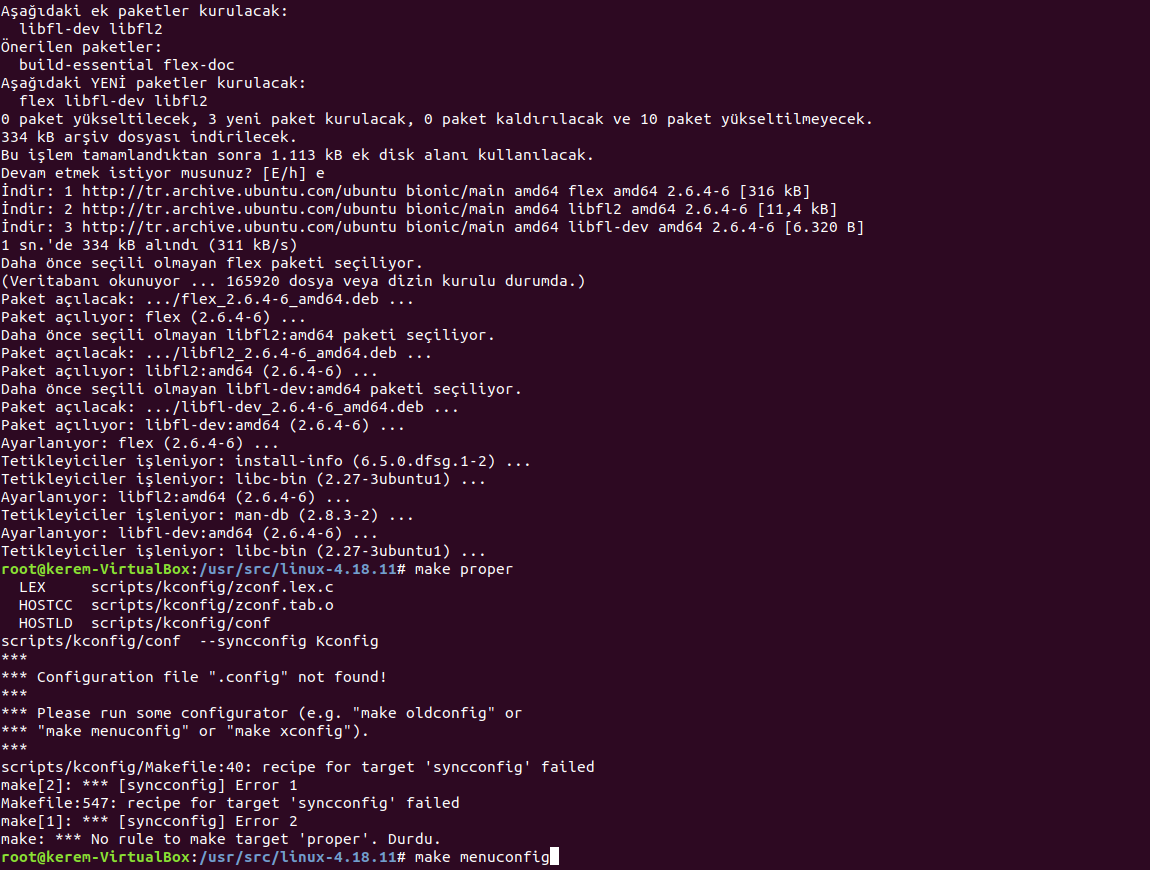 Aşağıdaki ek paketler kurulacak:
  libfl-dev libfl2
Önerilen paketler:
  build-essential flex-doc
Aşağıdaki YENİ paketler kurulacak:
  flex libfl-dev libfl2
0 paket yükseltilecek, 3 yeni paket kurulacak, 0 paket kaldırılacak ve 10 paket yükseltilmeyecek.
334 kB arşiv dosyası indirilecek.
Bu işlem tamamlandıktan sonra 1.113 kB ek disk alanı kullanılacak.
Devam etmek istiyor musunuz? [E/h] e
İndir: 1 http://tr.archive.ubuntu.com/ubuntu bionic/main amd64 flex amd64 2.6.4-6 [316 kB]
İndir: 2 http://tr.archive.ubuntu.com/ubuntu bionic/main amd64 libfl2 amd64 2.6.4-6 [11,4 kB]
İndir: 3 http://tr.archive.ubuntu.com/ubuntu bionic/main amd64 libfl-dev amd64 2.6.4-6 [6.320 B]
1 sn.'de 334 kB alındı (311 kB/s)
Daha önce seçili olmayan flex paketi seçiliyor.
(Veritabanı okunuyor ... 165920 dosya veya dizin kurulu durumda.)
Paket açılacak: .../flex_2.6.4-6_amd64.deb ...
Paket açılıyor: flex (2.6.4-6) ...
Daha önce seçili olmayan libfl2:amd64 paketi seçiliyor.
Paket açılacak: .../libfl2_2.6.4-6_amd64.deb ...
Paket açılıyor: libfl2:amd64 (2.6.4-6) ...
Daha önce seçili olmayan libfl-dev:amd64 paketi seçiliyor.
Paket açılacak: .../libfl-dev_2.6.4-6_amd64.deb ...
Paket açılıyor: libfl-dev:amd64 (2.6.4-6) ...
Ayarlanıyor: flex (2.6.4-6) ...
Tetikleyiciler işleniyor: install-info (6.5.0.dfsg.1-2) ...
Tetikleyiciler işleniyor: libc-bin (2.27-3ubuntu1) ...
Ayarlanıyor: libfl2:amd64 (2.6.4-6) ...
Tetikleyiciler işleniyor: man-db (2.8.3-2) ...
Ayarlanıyor: libfl-dev:amd64 (2.6.4-6) ...
Tetikleyiciler işleniyor: libc-bin (2.27-3ubuntu1) ...
root@kerem-VirtualBox:/usr/src/linux-4.18.11# make proper
  LEX     scripts/kconfig/zconf.lex.c
  HOSTCC  scripts/kconfig/zconf.tab.o
  HOSTLD  scripts/kconfig/conf
scripts/kconfig/conf  --syncconfig Kconfig
***
*** Configuration file ".config" not found!
***
*** Please run some configurator (e.g. "make oldconfig" or
*** "make menuconfig" or "make xconfig").
***
scripts/kconfig/Makefile:40: recipe for target 'syncconfig' failed
make[2]: *** [syncconfig] Error 1
Makefile:547: recipe for target 'syncconfig' failed
make[1]: *** [syncconfig] Error 2
make: *** No rule to make target 'proper'. Durdu.
root@kerem-VirtualBox:/usr/src/linux-4.18.11# make menuconfig